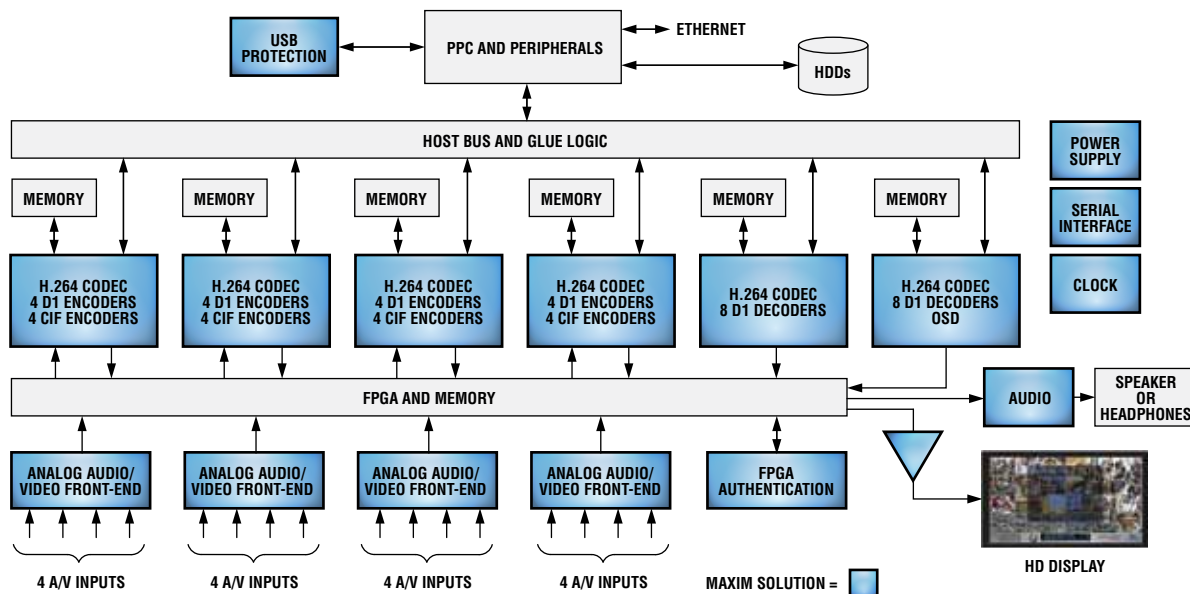 USB
PROTECTION
PPC AND PERIPHERALS
ETHERNET
HDDs
HOST BUS AND GLUE LOGIC
POWER
SUPPLY
MEMORY
MEMORY
MEMORY
MEMORY
MEMORY
MEMORY
SERIAL
INTERFACE
H.264 CODEC
4 D1 ENCODERS
4 CIF ENCODERS
H.264 CODEC
4 D1 ENCODERS
4 CIF ENCODERS
H.264 CODEC
4 D1 ENCODERS
4 CIF ENCODERS
H.264 CODEC
4 D1 ENCODERS
4 CIF ENCODERS
H.264 CODEC
8 D1 DECODERS
H.264 CODEC
8 D1 DECODERS
OSD
CLOCK
FPGA AND MEMORY
AUDIO
SPEAKER
OR
HEADPHONES
ANALOG AUDIO/
VIDEO FRONT-END
ANALOG AUDIO/
VIDEO FRONT-END
ANALOG AUDIO/
VIDEO FRONT-END
ANALOG AUDIO/
VIDEO FRONT-END
FPGA
AUTHENTICATION
4 A/V INPUTS
4 A/V INPUTS
4 A/V INPUTS
4 A/V INPUTS
MAXIM SOLUTION =
HD DISPLAY